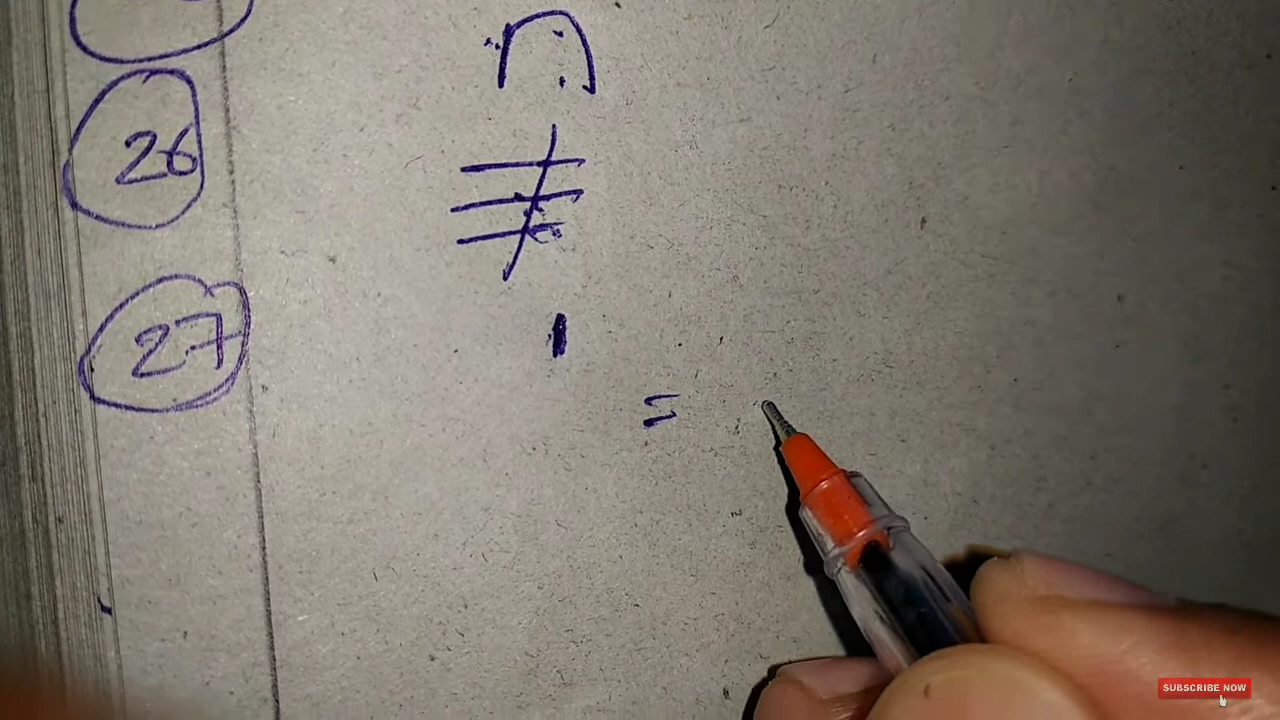 ∩
26 ≢
27 ı
=
SUBSCRIBE NOW